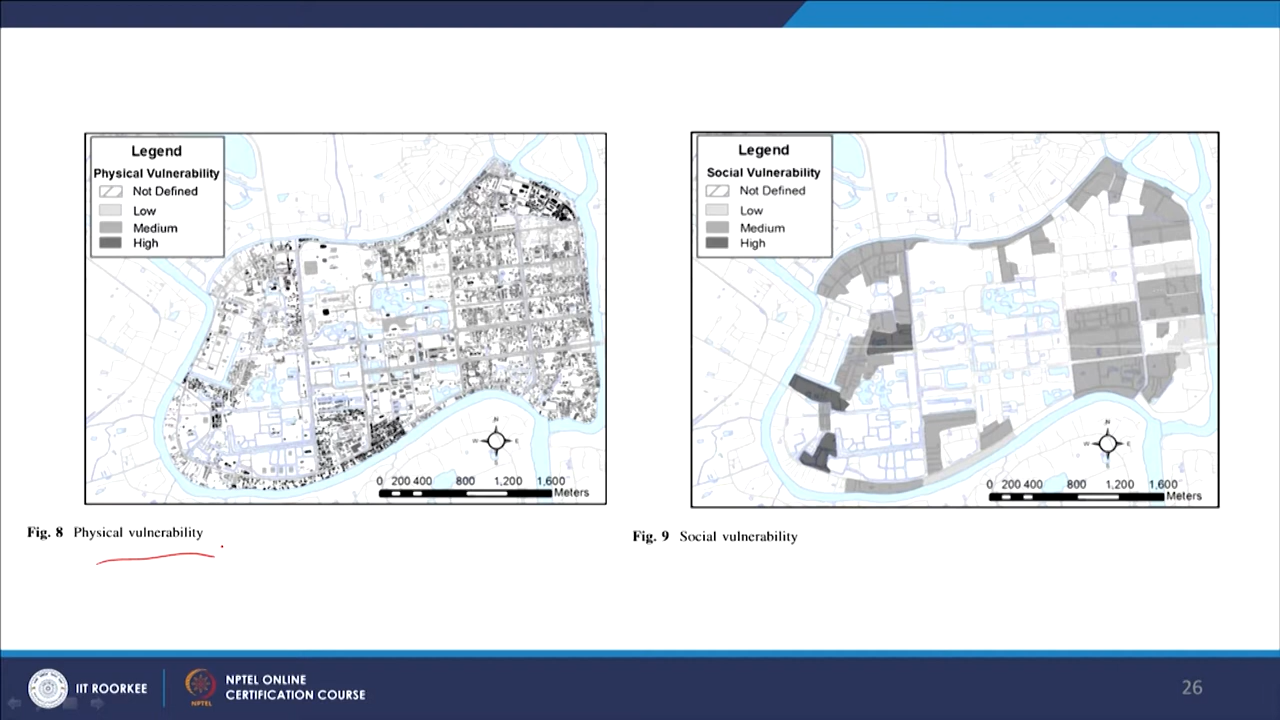 Legend
Physical Vulnerability
Not Defined
Low
Medium
High
N
W
E
S
0 200 400 800 1,200 1,600
Meters
Fig. 8 Physical vulnerability
Legend
Social Vulnerability
Not Defined
Low
Medium
High
N
W
E
0 200 400 800 1,200 1,600
Meters
Fig. 9 Social vulnerability
IIT ROORKEE
NPTEL
NPTEL ONLINE
CERTIFICATION COURSE
26